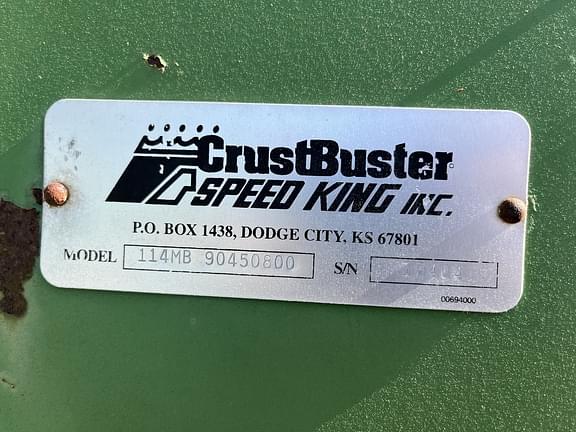 CrustBuster
SPEED KING INC.
P.O. BOX 1438, DODGE CITY, KS 67801
MODEL 114MB 90450800 S/N
00694000